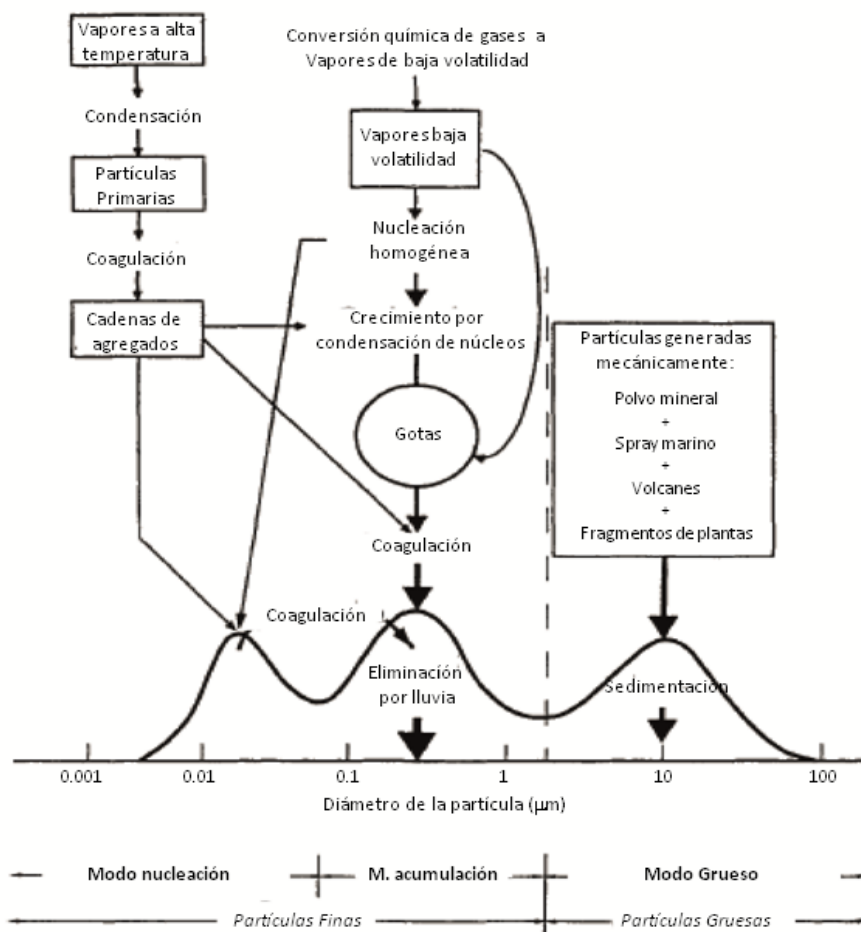 Vapores a alta
temperatura
Condensación
Partículas
Primarias
Coagulación
Cadenas de
agregados
Conversión química de gases a
Vapores de baja volatilidad
Vapores baja
volatilidad
Nucleación
homogénea
Crecimiento por
condensación de núcleos
Gotas
Coagulación
Partículas generadas
mecánicamente:
Polvo mineral
+
Spray marino
+
Volcanes
+
Fragmentos de plantas
Coagulación
Eliminación
por lluvia
Sedimentación
0.001 0.01 0.1 1 10 100
Diámetro de la partícula (µm)
Modo nucleación M. acumulación Modo Grueso
Partículas Finas Partículas Gruesas